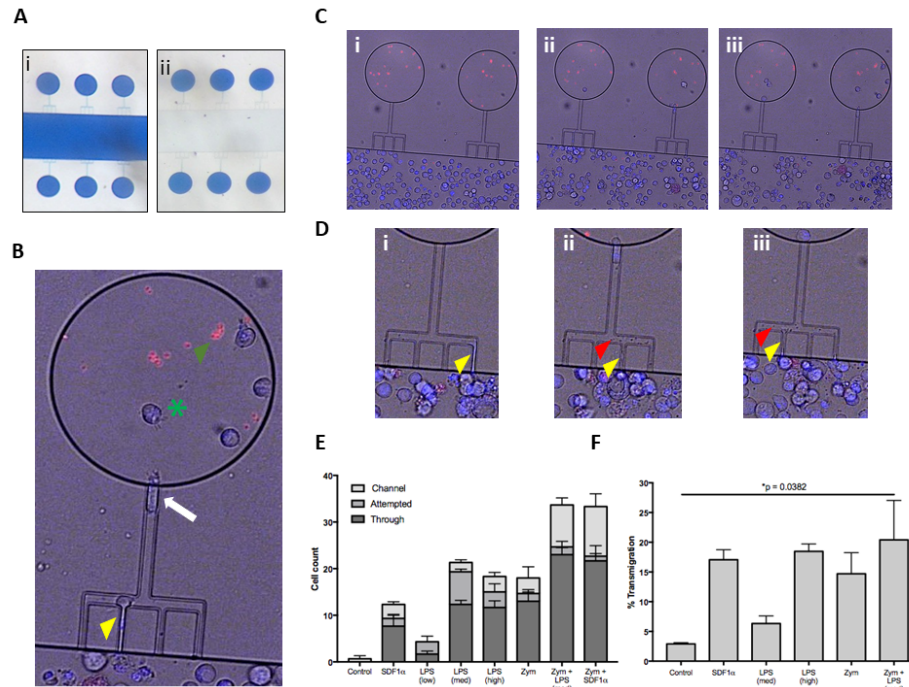 A
i
ii
B
C
i
ii
iii
D
i
ii
iii
E
Cell count
40
30
20
10
0
Channel
Attempted
Through
Control
SDF1α
LPS
(low)
LPS
(med)
LPS
(high)
Zym
Zym +
LPS
Zym +
SDF1α
F
% Transmigration
30
25
20
15
10
5
0
*p = 0.0382
Control
SDF1α
LPS
(med)
LPS
(high)
Zym
Zym +
LPS